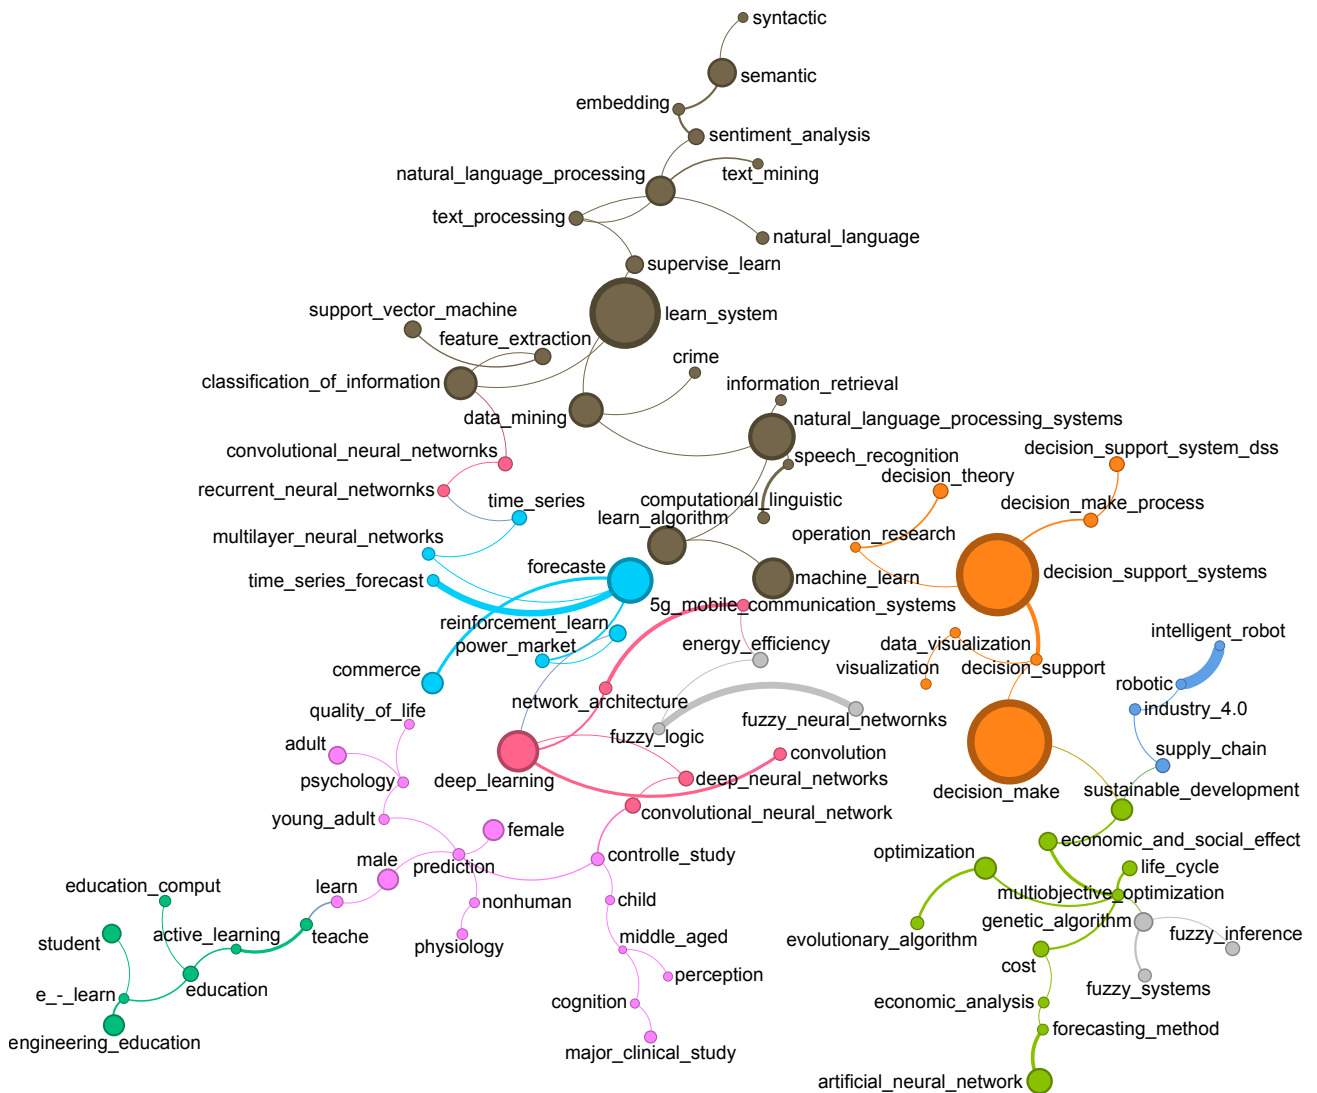 syntactic
semantic
embedding
sentiment_analysis
natural_language_processing
text_mining
text_processing
natural_language
supervise_learn
support_vector_machine
learn_system
feature_extraction
crime
classification_of_information
information_retrieval
data_mining
natural_language_processing_systems
convolutional_neural_networnks
speech_recognition
decision_support_system_dss
recurrent_neural_networnks
decision_theory
time_series
computational_linguistic
decision_make_process
learn_algorithm
multilayer_neural_networks
operation_research
forecaste
time_series_forecast
machine_learn
decision_support_systems
5g_mobile_communication_systems
reinforcement_learn
power_market
energy_efficiency
data_visualization
intelligent_robot
commerce
visualization
decision_support
robotic
network_architecture
quality_of_life
fuzzy_neural_networnks
industry_4.0
fuzzy_logic
adult
convolution
supply_chain
psychology
deep_learning
deep_neural_networks
decision_make
sustainable_development
young_adult
convolutional_neural_network
female
economic_and_social_effect
male
prediction
controlle_study
optimization
life_cycle
education_comput
learn
nonhuman
child
multiobjective_optimization
genetic_algorithm
student
active_learning
teache
physiology
middle_aged
evolutionary_algorithm
fuzzy_inference
e_-_learn
education
perception
cost
fuzzy_systems
cognition
economic_analysis
engineering_education
major_clinical_study
forecasting_method
artificial_neural_network